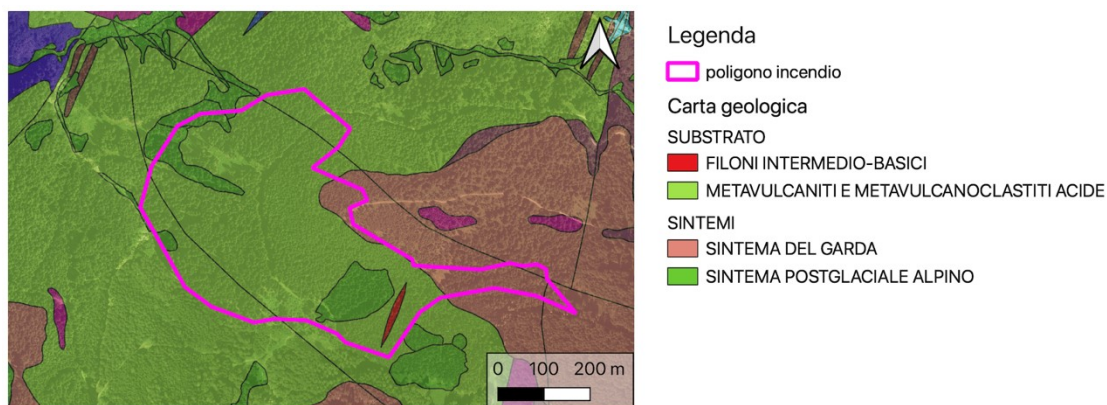 Legenda
poligono incendio
Carta geologica
SUBSTRATO
FILONI INTERMEDIO-BASICI
METAVULCANITI E METAVULCANOCLASTITI ACIDE
SINTEMI
SINTEMA DEL GARDA
SINTEMA POSTGLACIALE ALPINO
0 100 200 m